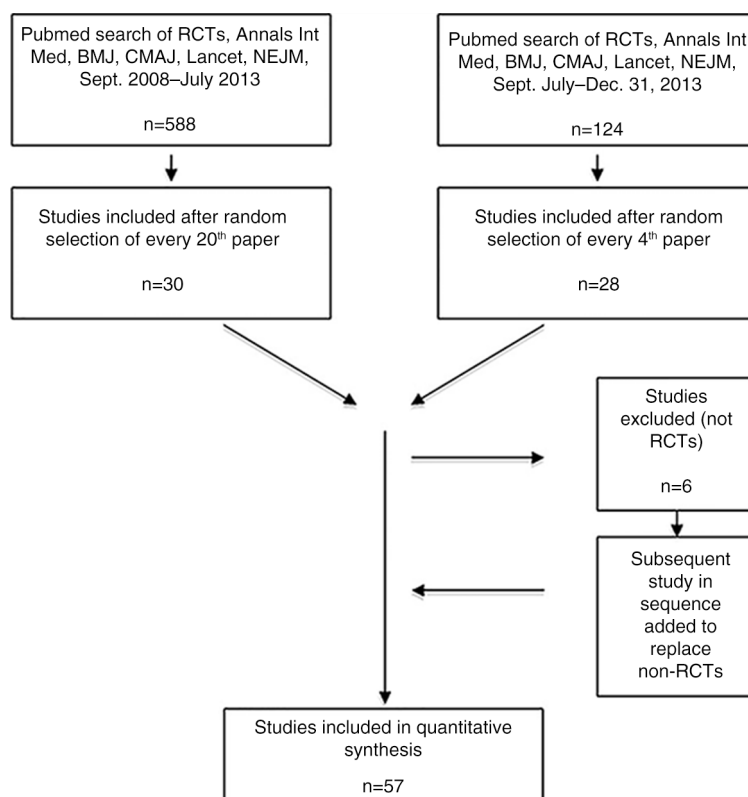 Pubmed search of RCTs, Annals Int
Med, BMJ, CMAJ, Lancet, NEJM,
Sept. 2008–July 2013
n=588
Pubmed search of RCTs, Annals Int
Med, BMJ, CMAJ, Lancet, NEJM,
Sept. July–Dec. 31, 2013
n=124
Studies included after random
selection of every 20th paper
n=30
Studies included after random
selection of every 4th paper
n=28
Studies
excluded (not
RCTs)
n=6
Subsequent
study in
sequence
added to
replace
non-RCTs
Studies included in quantitative
synthesis
n=57